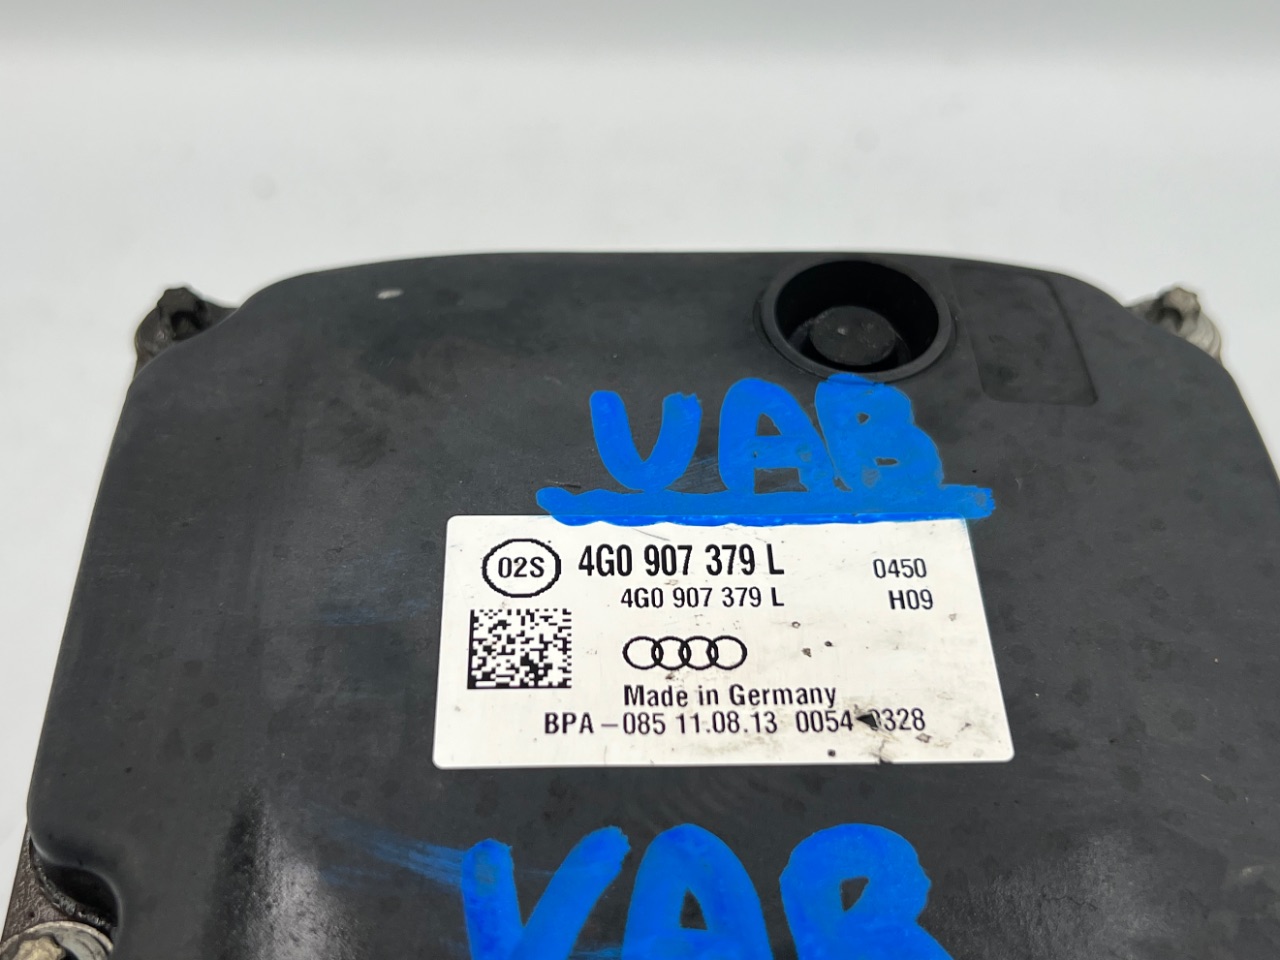 VAB
02S 4G0 907 379 L 0450
4G0 907 379 L H09
Made in Germany
BPA-085 11.08.13 0054 328
VAB